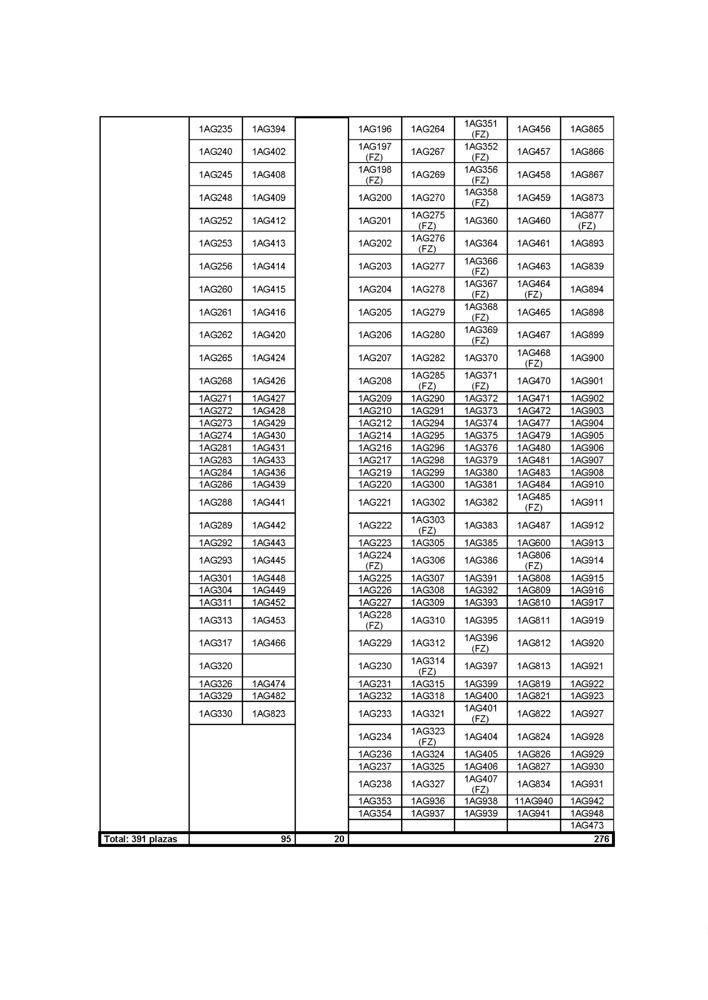 1AG235 1AG394 1AG196 1AG264 1AG351 (FZ) 1AG456 1AG865
1AG240 1AG402 1AG197 (FZ) 1AG267 1AG352 (FZ) 1AG457 1AG866
1AG245 1AG408 1AG198 (FZ) 1AG269 1AG356 (FZ) 1AG458 1AG867
1AG248 1AG409 1AG200 1AG270 1AG358 (FZ) 1AG459 1AG873
1AG252 1AG412 1AG201 1AG275 (FZ) 1AG360 1AG460 1AG877 (FZ)
1AG253 1AG413 1AG202 1AG276 (FZ) 1AG364 1AG461 1AG893
1AG256 1AG414 1AG203 1AG277 1AG366 (FZ) 1AG463 1AG839
1AG260 1AG415 1AG204 1AG278 1AG367 (FZ) 1AG464 (FZ) 1AG894
1AG261 1AG416 1AG205 1AG279 1AG368 (FZ) 1AG465 1AG898
1AG262 1AG420 1AG206 1AG280 1AG369 (FZ) 1AG467 1AG899
1AG265 1AG424 1AG207 1AG282 1AG370 1AG468 (FZ) 1AG900
1AG268 1AG426 1AG208 1AG285 (FZ) 1AG371 (FZ) 1AG470 1AG901
1AG271 1AG427 1AG209 1AG290 1AG372 1AG471 1AG902
1AG272 1AG428 1AG210 1AG291 1AG373 1AG472 1AG903
1AG273 1AG429 1AG212 1AG294 1AG374 1AG477 1AG904
1AG274 1AG430 1AG214 1AG295 1AG375 1AG479 1AG905
1AG281 1AG431 1AG216 1AG296 1AG376 1AG480 1AG906
1AG283 1AG433 1AG217 1AG298 1AG379 1AG481 1AG907
1AG284 1AG436 1AG219 1AG299 1AG380 1AG483 1AG908
1AG286 1AG439 1AG220 1AG300 1AG381 1AG484 1AG910
1AG288 1AG441 1AG221 1AG302 1AG382 1AG485 (FZ) 1AG911
1AG289 1AG442 1AG222 1AG303 (FZ) 1AG383 1AG487 1AG912
1AG292 1AG443 1AG223 1AG305 1AG385 1AG600 1AG913
1AG293 1AG445 1AG224 (FZ) 1AG306 1AG386 1AG806 (FZ) 1AG914
1AG301 1AG448 1AG225 1AG307 1AG391 1AG808 1AG915
1AG304 1AG449 1AG226 1AG308 1AG392 1AG809 1AG916
1AG311 1AG452 1AG227 1AG309 1AG393 1AG810 1AG917
1AG313 1AG453 1AG228 (FZ) 1AG310 1AG395 1AG811 1AG919
1AG317 1AG466 1AG229 1AG312 1AG396 (FZ) 1AG812 1AG920
1AG320 1AG230 1AG314 (FZ) 1AG397 1AG813 1AG921
1AG326 1AG474 1AG231 1AG315 1AG399 1AG819 1AG922
1AG329 1AG482 1AG232 1AG318 1AG400 1AG821 1AG923
1AG330 1AG823 1AG233 1AG321 1AG401 (FZ) 1AG822 1AG927
1AG234 1AG323 (FZ) 1AG404 1AG824 1AG928
1AG236 1AG324 1AG405 1AG826 1AG929
1AG237 1AG325 1AG406 1AG827 1AG930
1AG238 1AG327 1AG407 (FZ) 1AG834 1AG931
1AG353 1AG936 1AG938 11AG940 1AG942
1AG354 1AG937 1AG939 1AG941 1AG948
1AG473
Total: 391 plazas 95 20 276